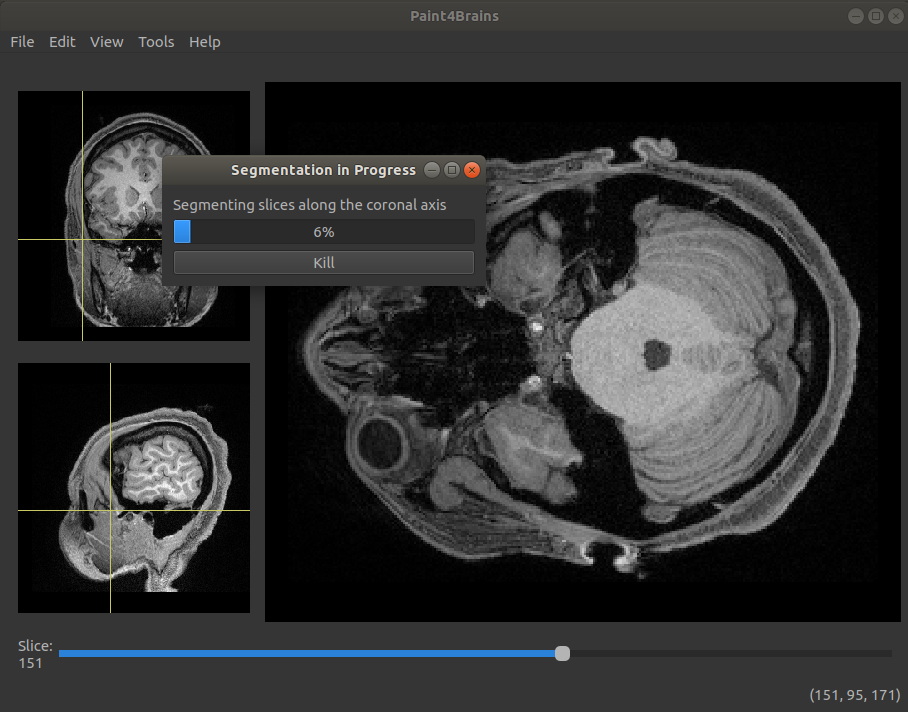 Paint4Brains
File Edit View Tools Help
Segmentation in Progress
Segmenting slices along the coronal axis
6%
Kill
Slice:
151
(151, 95, 171)